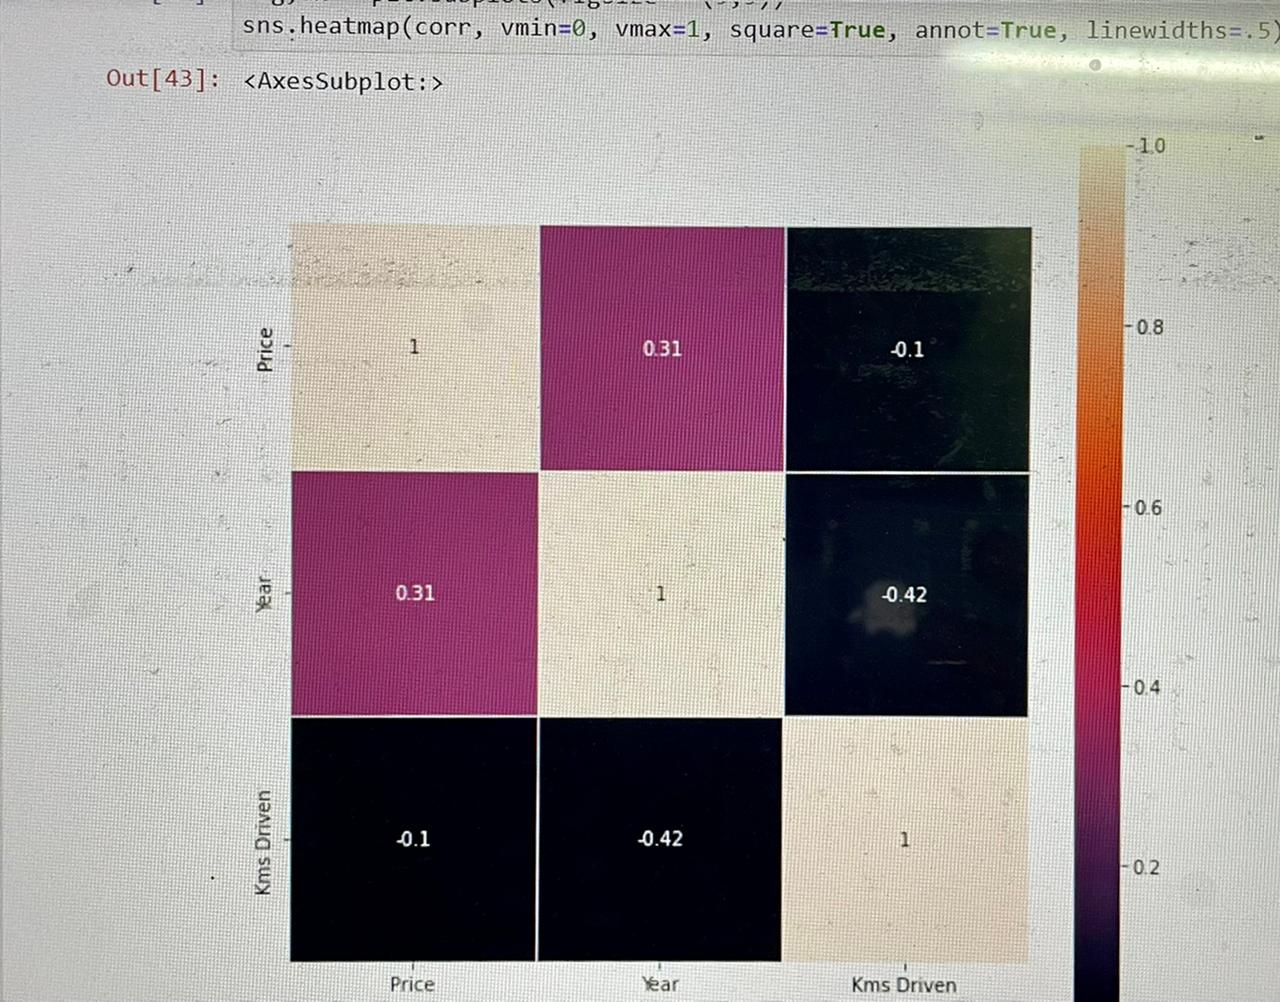 sns.heatmap(corr, vmin=0, vmax=1, square=True, annot=True, linewidths=.5)
Out[43]: <AxesSubplot:>
1.0
0.8
0.6
0.4
0.2
Price
1
0.31
-0.1
Year
0.31
1
-0.42
Kms Driven
-0.1
-0.42
1
Price Year Kms Driven